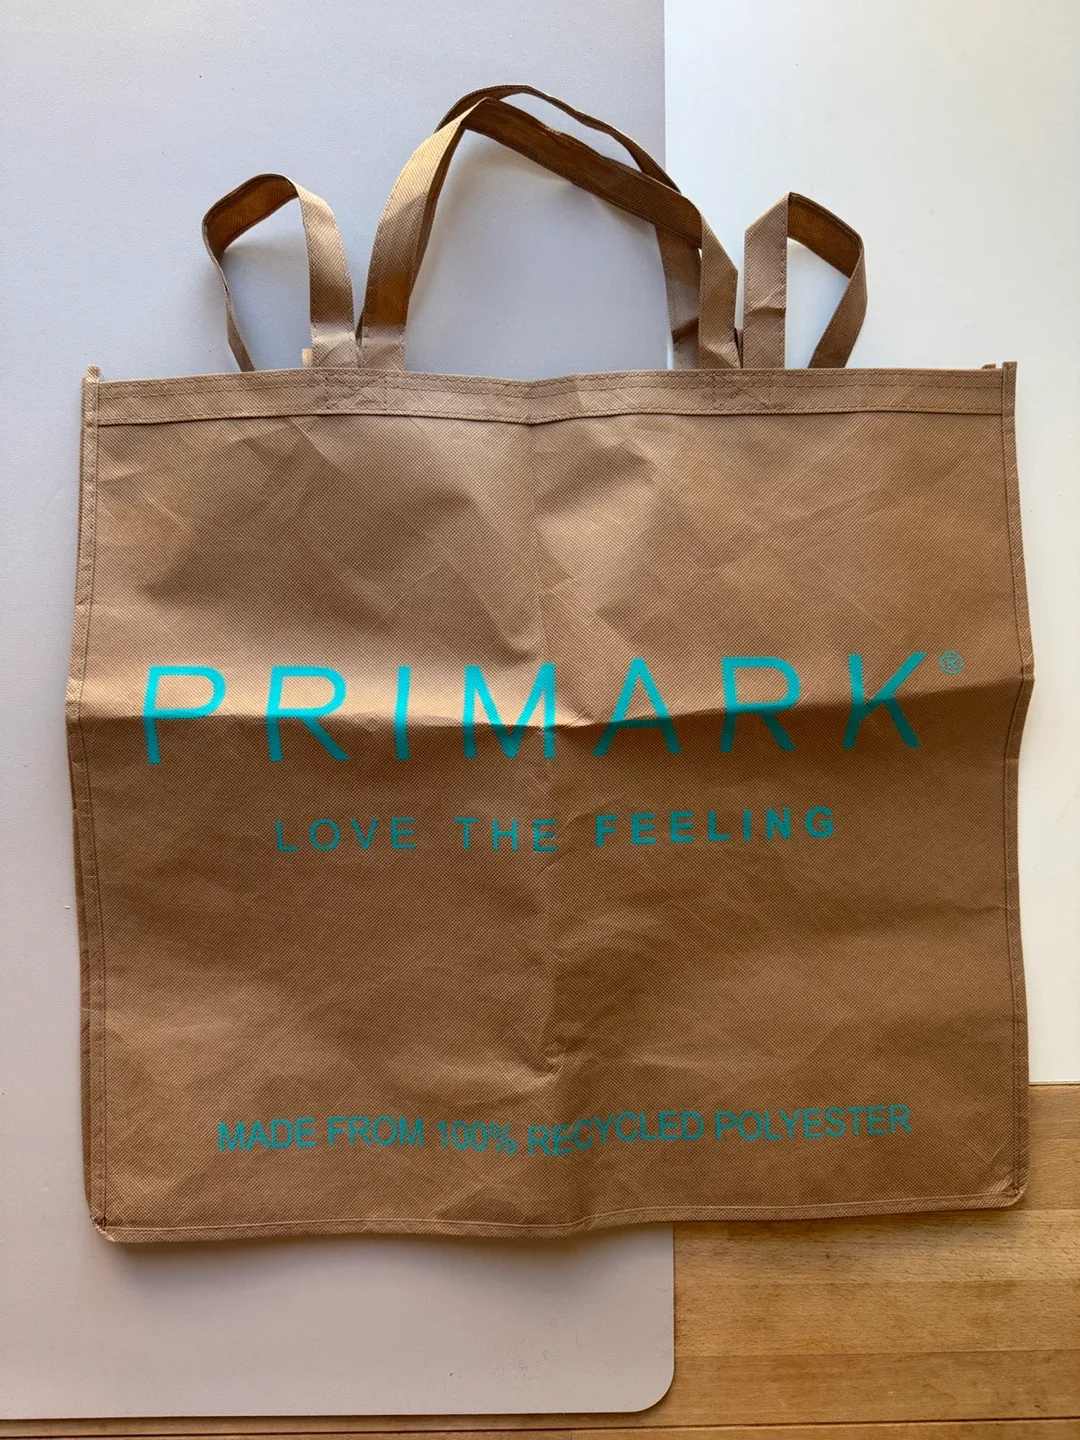 PRIMARK®
LOVE THE FEELING
MADE FROM 100% RECYCLED POLYESTER